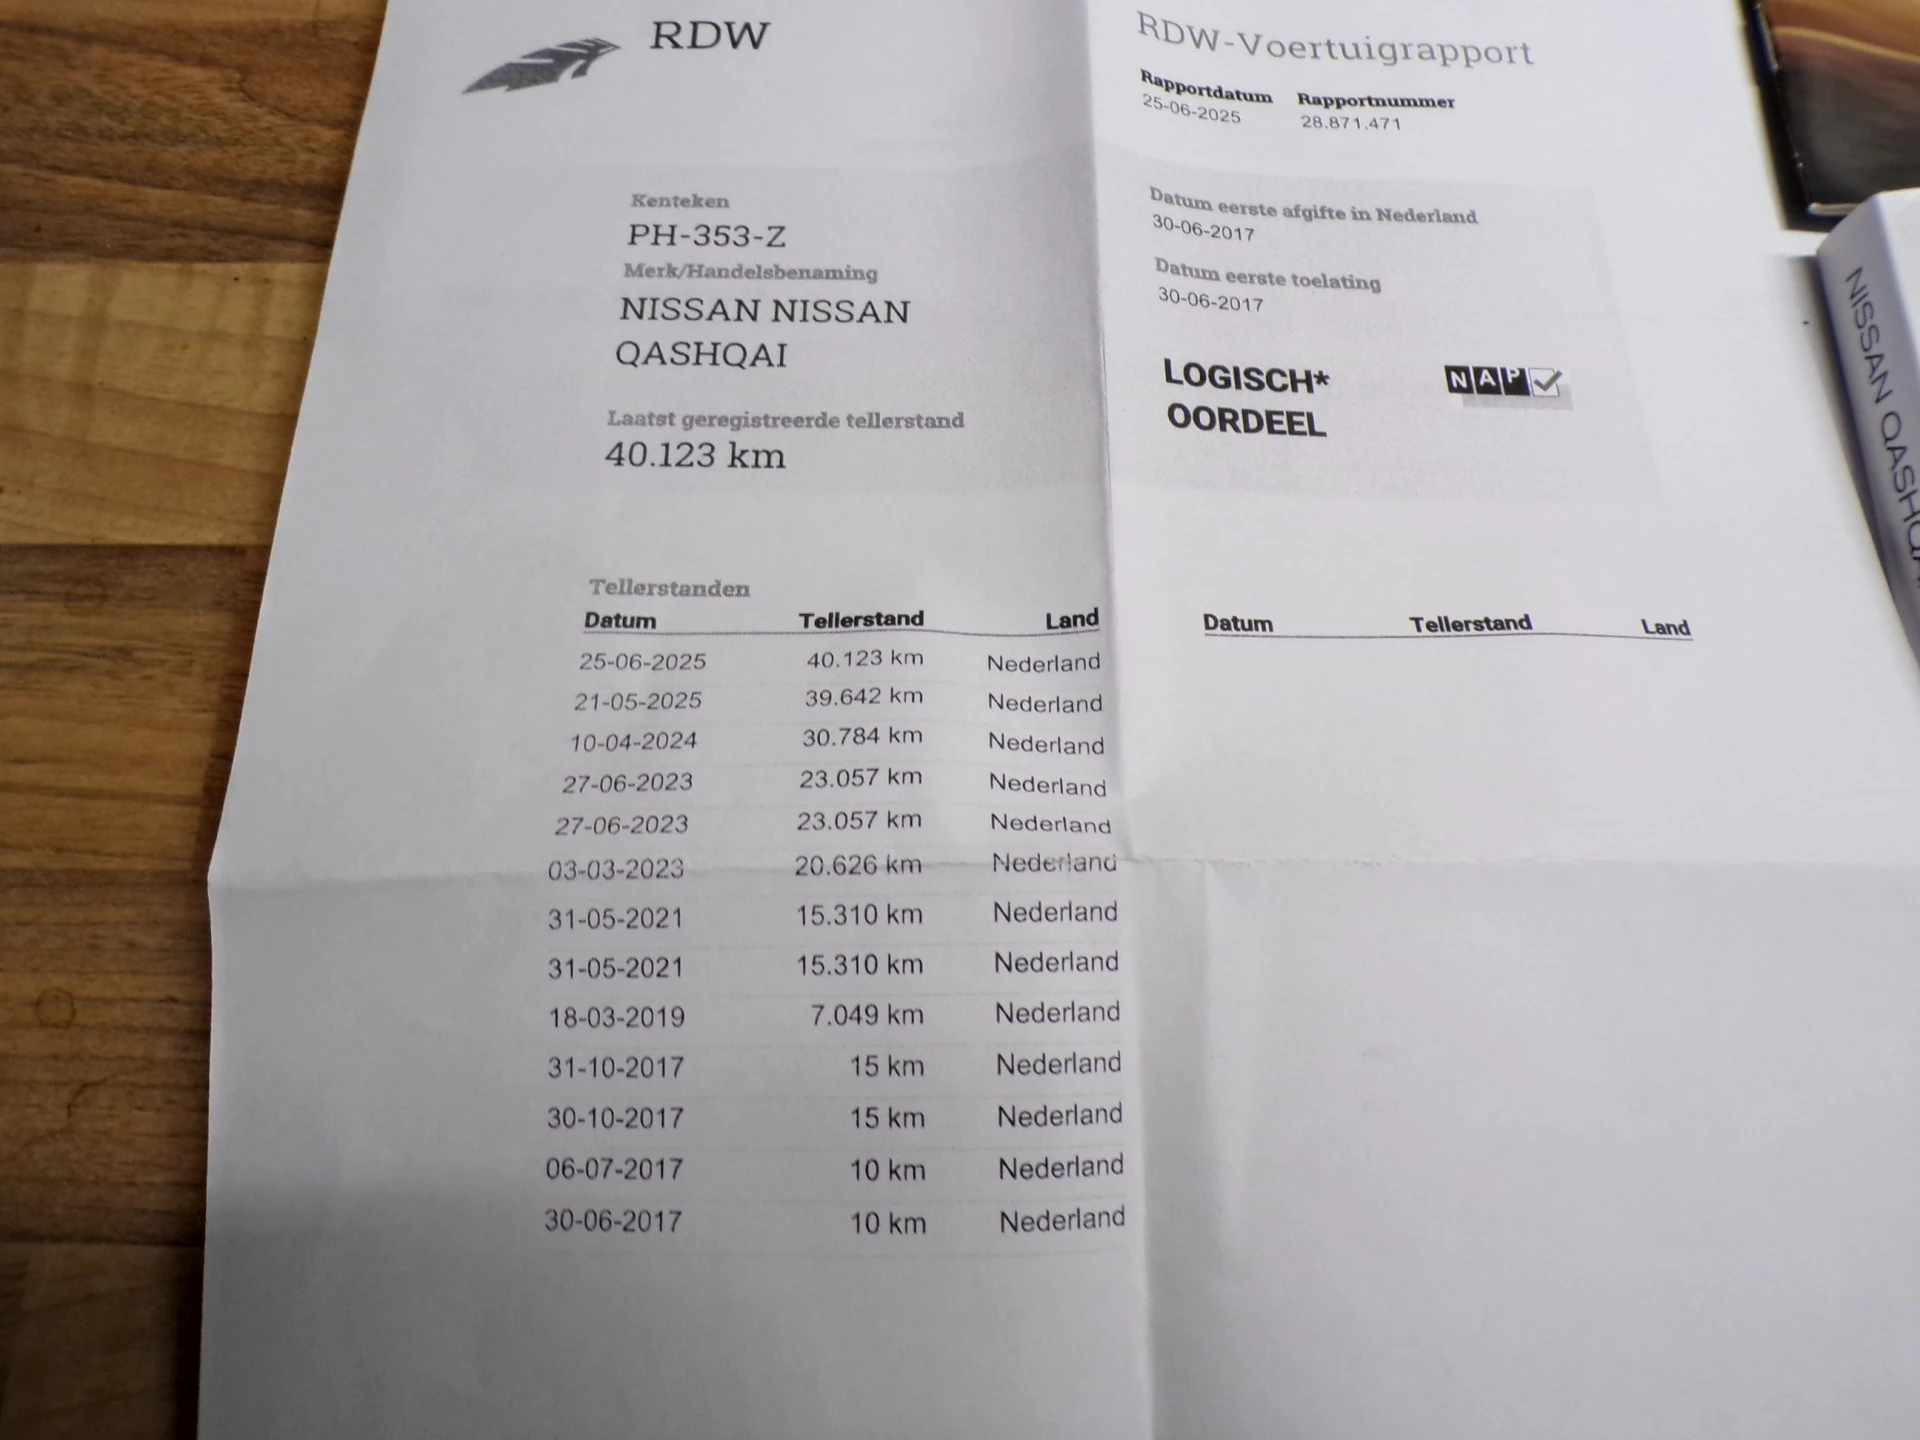 RDW
RDW-Voertuigrapport
Rapportdatum Rapportnummer
25-06-2025 28.871.471
Kenteken
PH-353-Z
Merk/Handelsbenaming
NISSAN NISSAN
QASHQAI
Laatst geregistreerde tellerstand
40.123 km
Datum eerste afgifte in Nederland
30-06-2017
Datum eerste toelating
30-06-2017
LOGISCH*
OORDEEL
NAP
Tellerstanden
Datum Tellerstand Land
25-06-2025 40.123 km Nederland
21-05-2025 39.642 km Nederland
10-04-2024 30.784 km Nederland
27-06-2023 23.057 km Nederland
27-06-2023 23.057 km Nederland
03-03-2023 20.626 km Nederland
31-05-2021 15.310 km Nederland
31-05-2021 15.310 km Nederland
18-03-2019 7.049 km Nederland
31-10-2017 15 km Nederland
30-10-2017 15 km Nederland
06-07-2017 10 km Nederland
30-06-2017 10 km Nederland
Datum Tellerstand Land
NISSAN